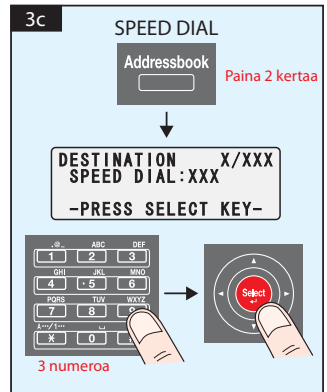 3c
SPEED DIAL
Addressbook
Paina 2 kertaa
DESTINATION X/XXX
SPEED DIAL:XXX
-PRESS SELECT KEY-
.@_ ABC DEF
1 2 3
GHI JKL MNO
4 ·5 6
PQRS TUV WXYZ
7 8
A···/1···
* 0
Select
3 numeroa